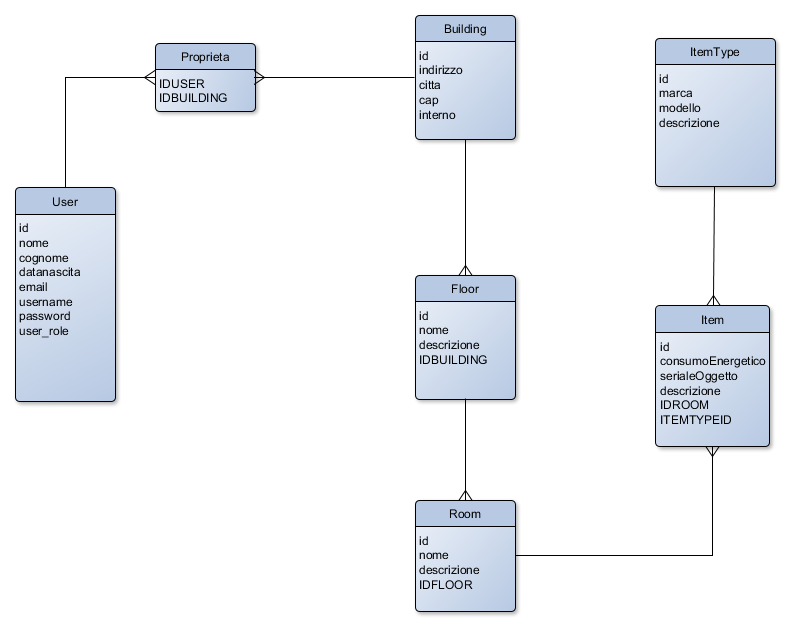 Proprieta
IDUSER
IDBUILDING
Building
id
indirizzo
citta
cap
interno
ItemType
id
marca
modello
descrizione
User
id
nome
cognome
datanascita
email
username
password
user_role
Floor
id
nome
descrizione
IDBUILDING
Item
id
consumoEnergetico
serialeOggetto
descrizione
IDROOM
ITEMTYPEID
Room
id
nome
descrizione
IDFLOOR